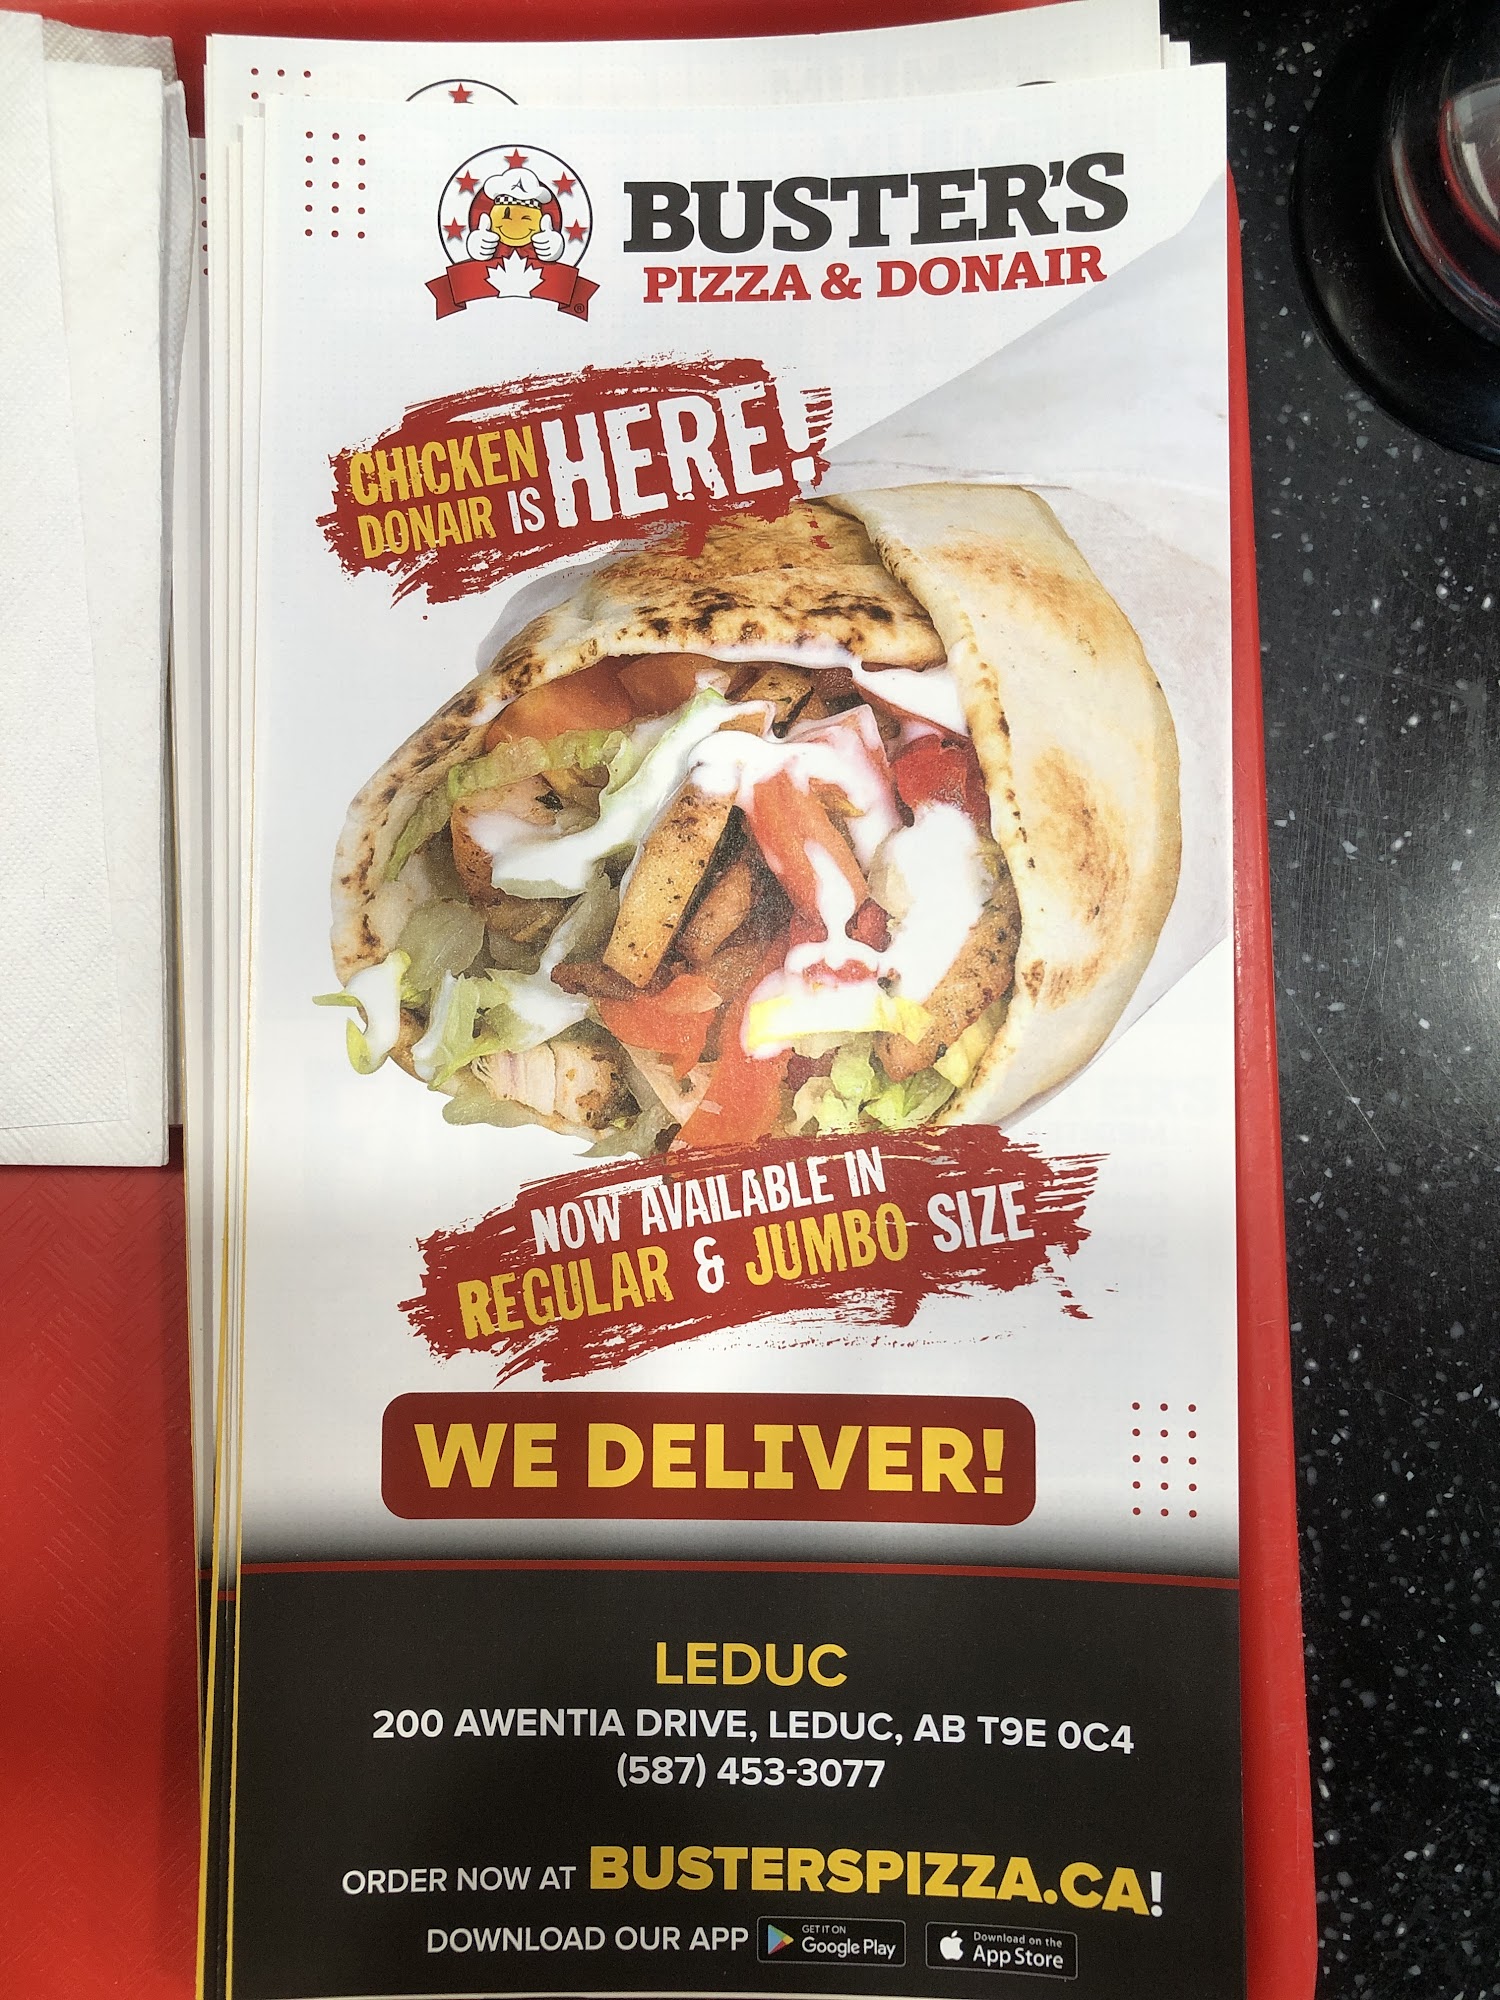 BUSTER'S
PIZZA & DONAIR
CHICKEN
DONAIR IS HERE!
NOW AVAILABLE IN
REGULAR & JUMBO SIZE
WE DELIVER!
LEDUC
200 AWENTIA DRIVE, LEDUC, AB T9E 0C4
(587) 453-3077
ORDER NOW AT BUSTERSPIZZA.CA!
DOWNLOAD OUR APP GET IT ON Google Play Download on the App Store